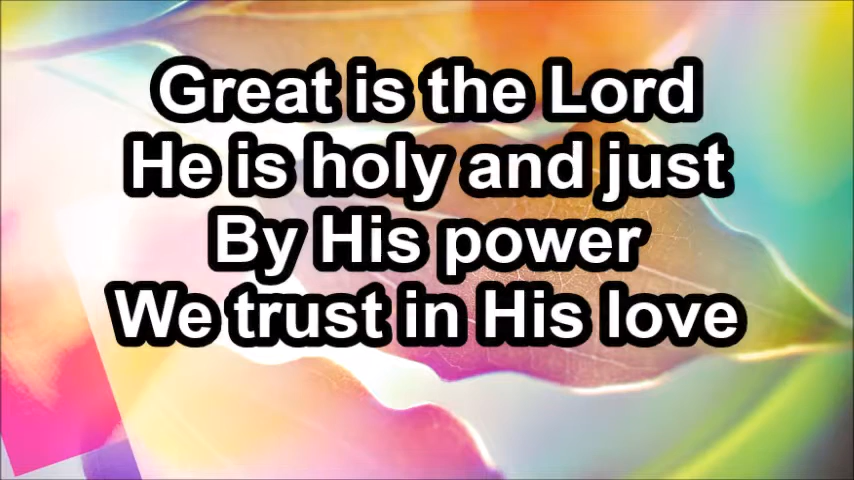 Great is the Lord
He is holy and just
By His power
We trust in His love